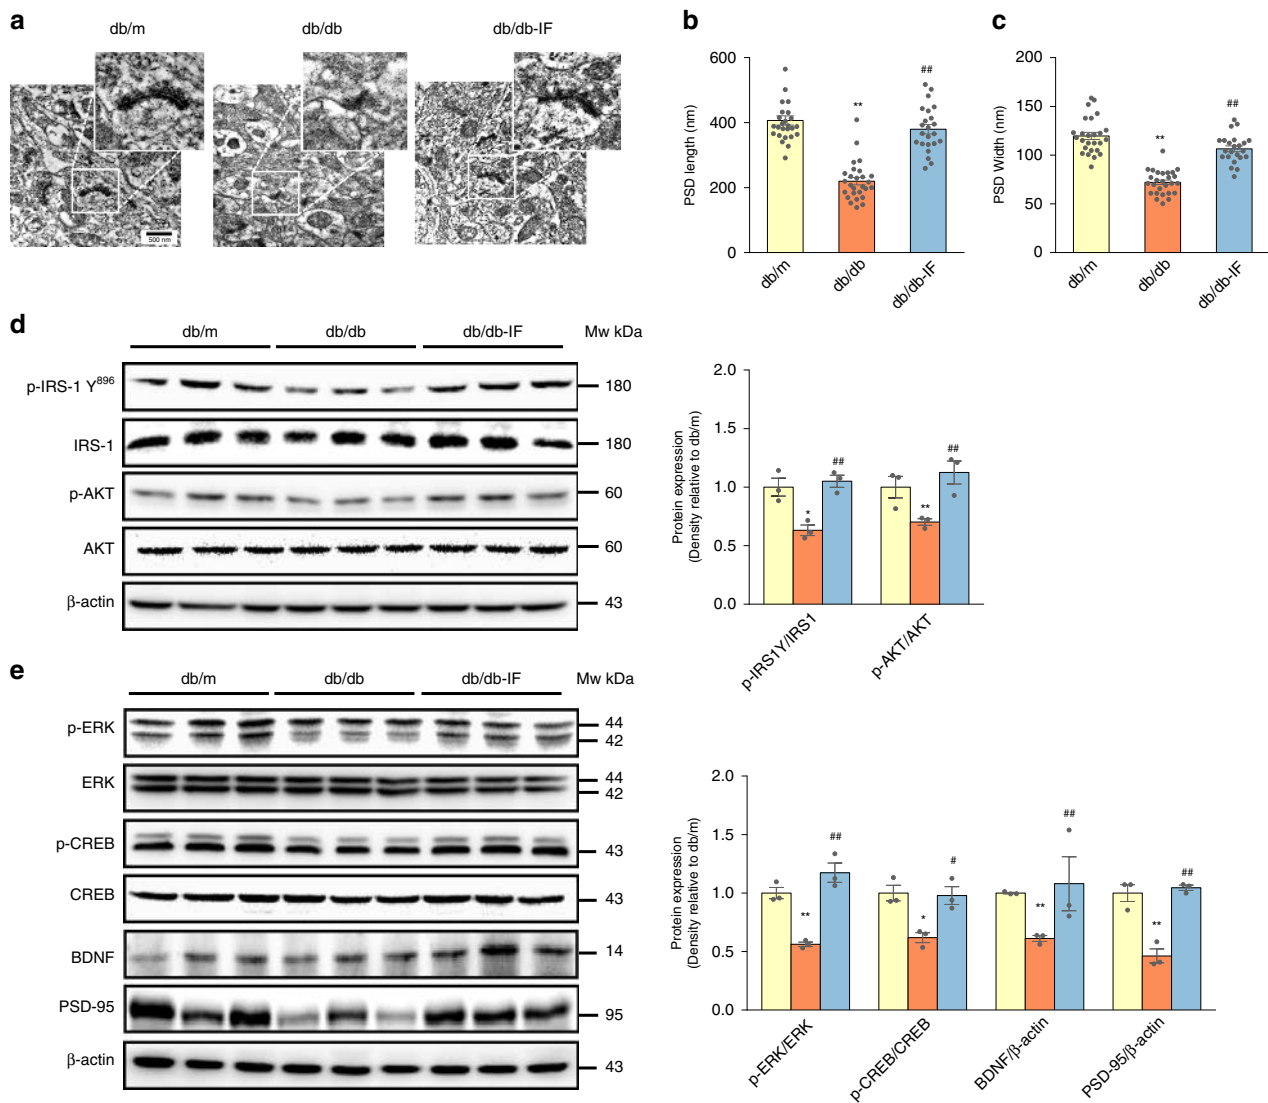 a
db/m
db/db
db/db-IF
500 nm
b
PSD length (nm)
600
400
200
0
**
##
db/m
db/db
db/db-IF
c
PSD Width (nm)
200
150
100
50
0
**
##
db/m
db/db
db/db-IF
d
db/m
db/db
db/db-IF
Mw kDa
p-IRS-1 Y896
180
IRS-1
180
p-AKT
60
AKT
60
β-actin
43
Protein expression
(Density relative to db/m)
2.0
1.5
1.0
0.5
0.0
*
##
**
##
p-IRS1Y/IRS1
p-AKT/AKT
e
db/m
db/db
db/db-IF
Mw kDa
p-ERK
44
42
ERK
44
42
p-CREB
43
CREB
43
BDNF
14
PSD-95
95
β-actin
43
Protein expression
(Density relative to db/m)
2.0
1.5
1.0
0.5
0.0
**
##
*
#
**
##
**
##
p-ERK/ERK
p-CREB/CREB
BDNF/β-actin
PSD-95/β-actin